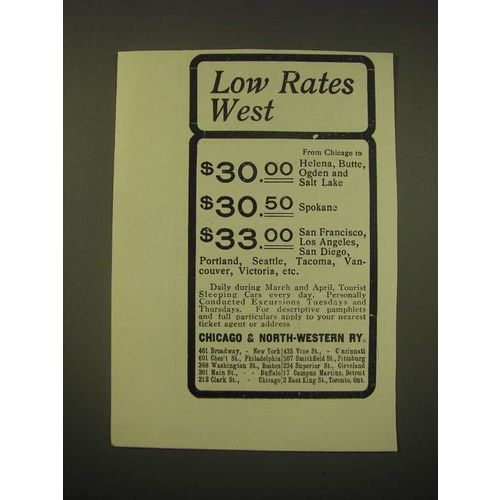 Low Rates
West
From Chicago to
$30.00 Helena, Butte,
Ogden and
Salt Lake
$30.50 Spokane
$33.00 San Francisco,
Los Angeles,
San Diego,
Portland, Seattle, Tacoma, Van-
couver, Victoria, etc.
Daily during March and April, Tourist
Sleeping Cars every day. Personally
Conducted Excursions Tuesdays and
Thursdays. For descriptive pamphlets
and full particulars apply to your nearest
ticket agent or address
CHICAGO & NORTH-WESTERN RY.
461 Broadway, - New York 435 Vine St., - Cincinnati
601 Ches't St., Philadelphia 507 Smithfield St., Pittsburg
368 Washington St., Boston 234 Superior St., Cleveland
301 Main St., - - Buffalo 17 Campus Martius, Detroit
212 Clark St., - Chicago 2 East King St., Toronto, Ont.